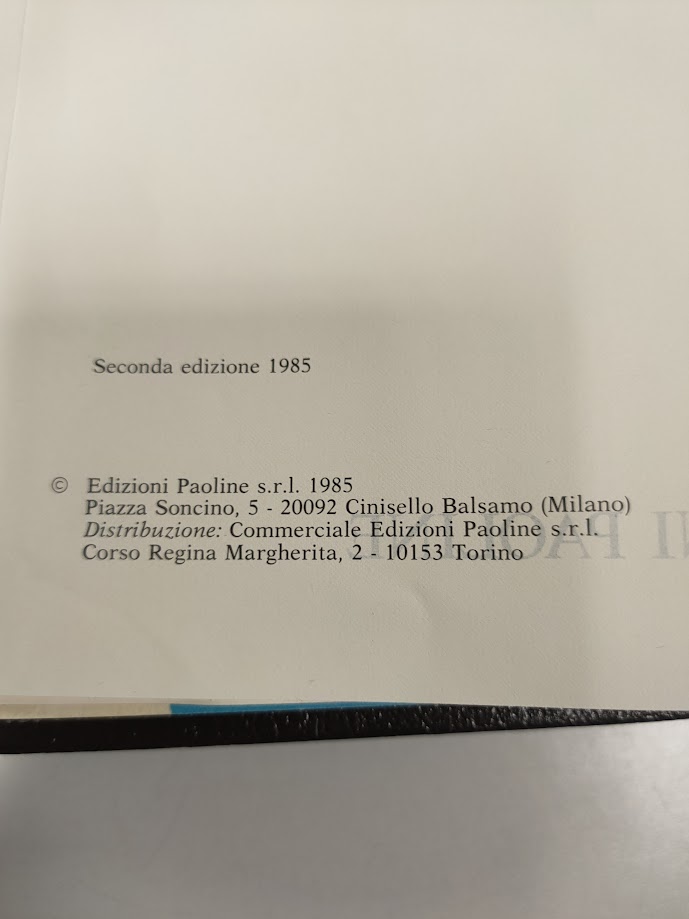 Seconda edizione 1985
© Edizioni Paoline s.r.l. 1985
Piazza Soncino, 5 - 20092 Cinisello Balsamo (Milano)
Distribuzione: Commerciale Edizioni Paoline s.r.l.
Corso Regina Margherita, 2 - 10153 Torino